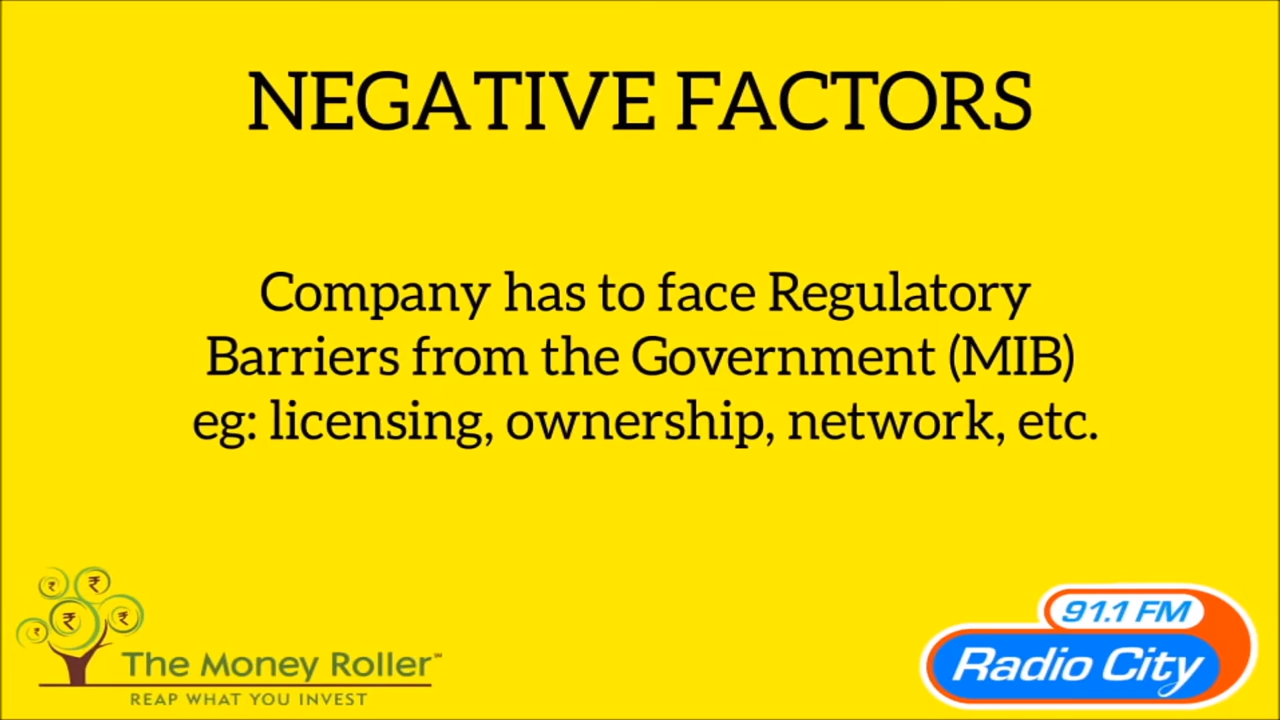 NEGATIVE FACTORS
Company has to face Regulatory
Barriers from the Government (MIB)
eg: licensing, ownership, network, etc.
₹ ₹
₹ ₹ ₹
The Money Roller℠
REAP WHAT YOU INVEST
91.1 FM
Radio City